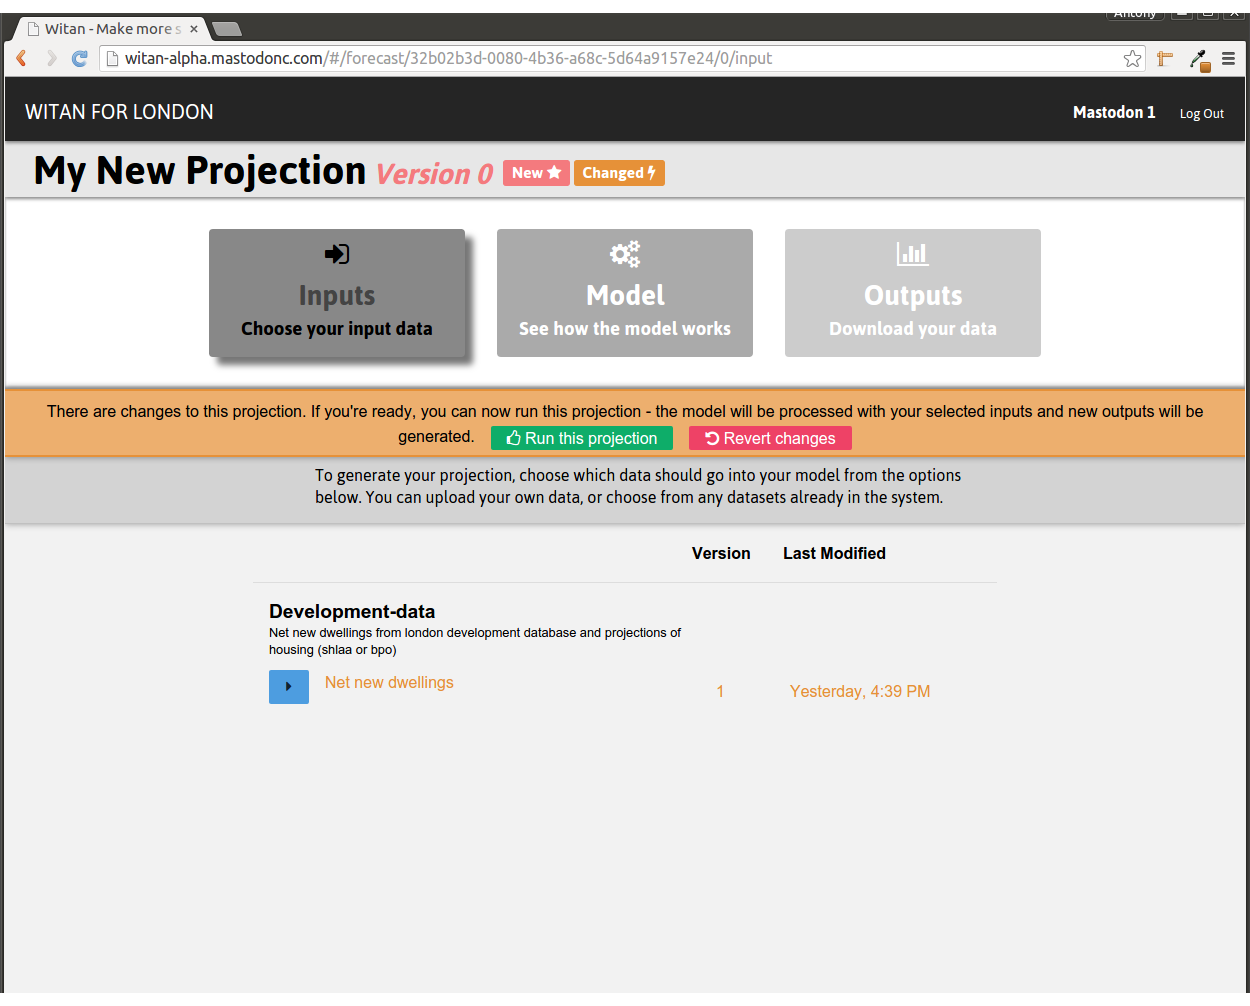 Antony
Witan - Make more s ×
witan-alpha.mastodonc.com/#/forecast/32b02b3d-0080-4b36-a68c-5d64a9157e24/0/input
WITAN FOR LONDON
Mastodon 1 Log Out
My New Projection Version 0 New Changed
Inputs
Choose your input data
Model
See how the model works
Outputs
Download your data
There are changes to this projection. If you're ready, you can now run this projection - the model will be processed with your selected inputs and new outputs will be
generated. Run this projection Revert changes
To generate your projection, choose which data should go into your model from the options
below. You can upload your own data, or choose from any datasets already in the system.
Version Last Modified
Development-data
Net new dwellings from london development database and projections of
housing (shlaa or bpo)
Net new dwellings 1 Yesterday, 4:39 PM